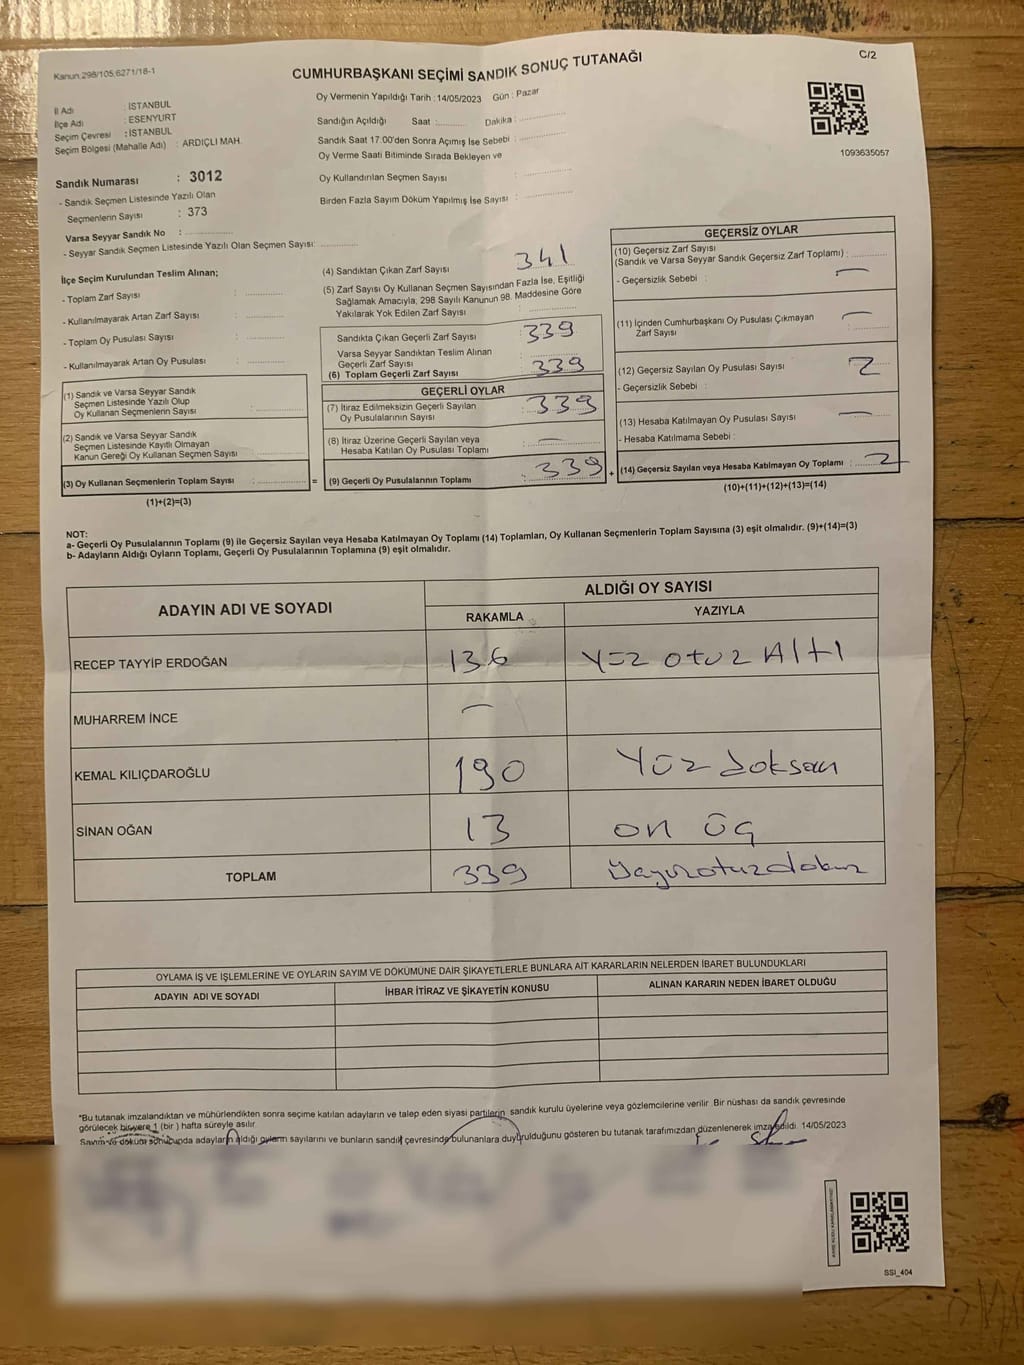 Kanun:298/105;6271/18-1
C/2
CUMHURBAŞKANI SEÇİMİ SANDIK SONUÇ TUTANAĞI
İl Adı : İSTANBUL
İlçe Adı : ESENYURT
Seçim Çevresi : İSTANBUL
Seçim Bölgesi (Mahalle Adı) : ARDIÇLI MAH.
Sandık Numarası : 3012
- Sandık Seçmen Listesinde Yazılı Olan
Seçmenlerin Sayısı : 373
Varsa Seyyar Sandık No :
- Seyyar Sandık Seçmen Listesinde Yazılı Olan Seçmen Sayısı:
Oy Vermenin Yapıldığı Tarih : 14/05/2023 Gün : Pazar
Sandığın Açıldığı Saat : Dakika :
Sandık Saat 17.00'den Sonra Açımış İse Sebebi :
Oy Verme Saati Bitiminde Sırada Bekleyen ve
Oy Kullandırılan Seçmen Sayısı :
Birden Fazla Sayım Döküm Yapılmış İse Sayısı :
1093635057
İlçe Seçim Kurulundan Teslim Alınan;
- Toplam Zarf Sayısı :
- Kullanılmayarak Artan Zarf Sayısı :
- Toplam Oy Pusulası Sayısı :
- Kullanılmayarak Artan Oy Pusulası :
(1) Sandık ve Varsa Seyyar Sandık
Seçmen Listesinde Yazılı Olup
Oy Kullanan Seçmenlerin Sayısı :
(2) Sandık ve Varsa Seyyar Sandık
Seçmen Listesinde Kayıtlı Olmayan
Kanun Gereği Oy Kullanan Seçmen Sayısı :
(3) Oy Kullanan Seçmenlerin Toplam Sayısı :
(1)+(2)=(3)
=
(4) Sandıktan Çıkan Zarf Sayısı : 341
(5) Zarf Sayısı Oy Kullanan Seçmen Sayısından Fazla İse, Eşitliği
Sağlamak Amacıyla, 298 Sayılı Kanunun 98. Maddesine Göre
Yakılarak Yok Edilen Zarf Sayısı :
Sandıkta Çıkan Geçerli Zarf Sayısı : 339
Varsa Seyyar Sandıktan Teslim Alınan
Geçerli Zarf Sayısı :
(6) Toplam Geçerli Zarf Sayısı : 339
GEÇERLİ OYLAR
(7) İtiraz Edilmeksizin Geçerli Sayılan
Oy Pusulalarının Sayısı : 339
(8) İtiraz Üzerine Geçerli Sayılan veya
Hesaba Katılan Oy Pusulası Toplamı : —
(9) Geçerli Oy Pusulalarının Toplamı : 339
+
GEÇERSİZ OYLAR
(10) Geçersiz Zarf Sayısı
(Sandık ve Varsa Seyyar Sandık Geçersiz Zarf Toplamı) :
- Geçersizlik Sebebi : —
(11) İçinden Cumhurbaşkanı Oy Pusulası Çıkmayan
Zarf Sayısı : —
(12) Geçersiz Sayılan Oy Pusulası Sayısı : 2
- Geçersizlik Sebebi :
(13) Hesaba Katılmayan Oy Pusulası Sayısı : —
- Hesaba Katılmama Sebebi :
(14) Geçersiz Sayılan veya Hesaba Katılmayan Oy Toplamı : 2
(10)+(11)+(12)+(13)=(14)
NOT:
a- Geçerli Oy Pusulalarının Toplamı (9) ile Geçersiz Sayılan veya Hesaba Katılmayan Oy Toplamı (14) Toplamları, Oy Kullanan Seçmenlerin Toplam Sayısına (3) eşit olmalıdır. (9)+(14)=(3)
b- Adayların Aldığı Oyların Toplamı, Geçerli Oy Pusulalarının Toplamına (9) eşit olmalıdır.
ADAYIN ADI VE SOYADI ALDIĞI OY SAYISI
RAKAMLA YAZIYLA
RECEP TAYYİP ERDOĞAN 136 Yüz otuz Altı
MUHARREM İNCE —
KEMAL KILIÇDAROĞLU 190 Yüz doksan
SİNAN OĞAN 13 on üç
TOPLAM 339
OYLAMA İŞ VE İŞLEMLERİNE VE OYLARIN SAYIM VE DÖKÜMÜNE DAİR ŞİKAYETLERLE BUNLARA AİT KARARLARIN NELERDEN İBARET BULUNDUKLARI
ADAYIN ADI VE SOYADI İHBAR İTİRAZ VE ŞİKAYETİN KONUSU ALINAN KARARIN NEDEN İBARET OLDUĞU
*Bu tutanak imzalandıktan ve mühürlendikten sonra seçime katılan adayların ve talep eden siyasi partilerin sandık kurulu üyelerine veya gözlemcilerine verilir. Bir nüshası da sandık çevresinde
görülecek bir yere 1 (bir ) hafta süreyle asılır.
Sayım ve döküm sonucunda adayların aldığı oyların sayılarını ve bunların sandık çevresinde bulunanlara duyurulduğunu gösteren bu tutanak tarafımızdan düzenlenerek imza edildi. 14/05/2023
SSI_404